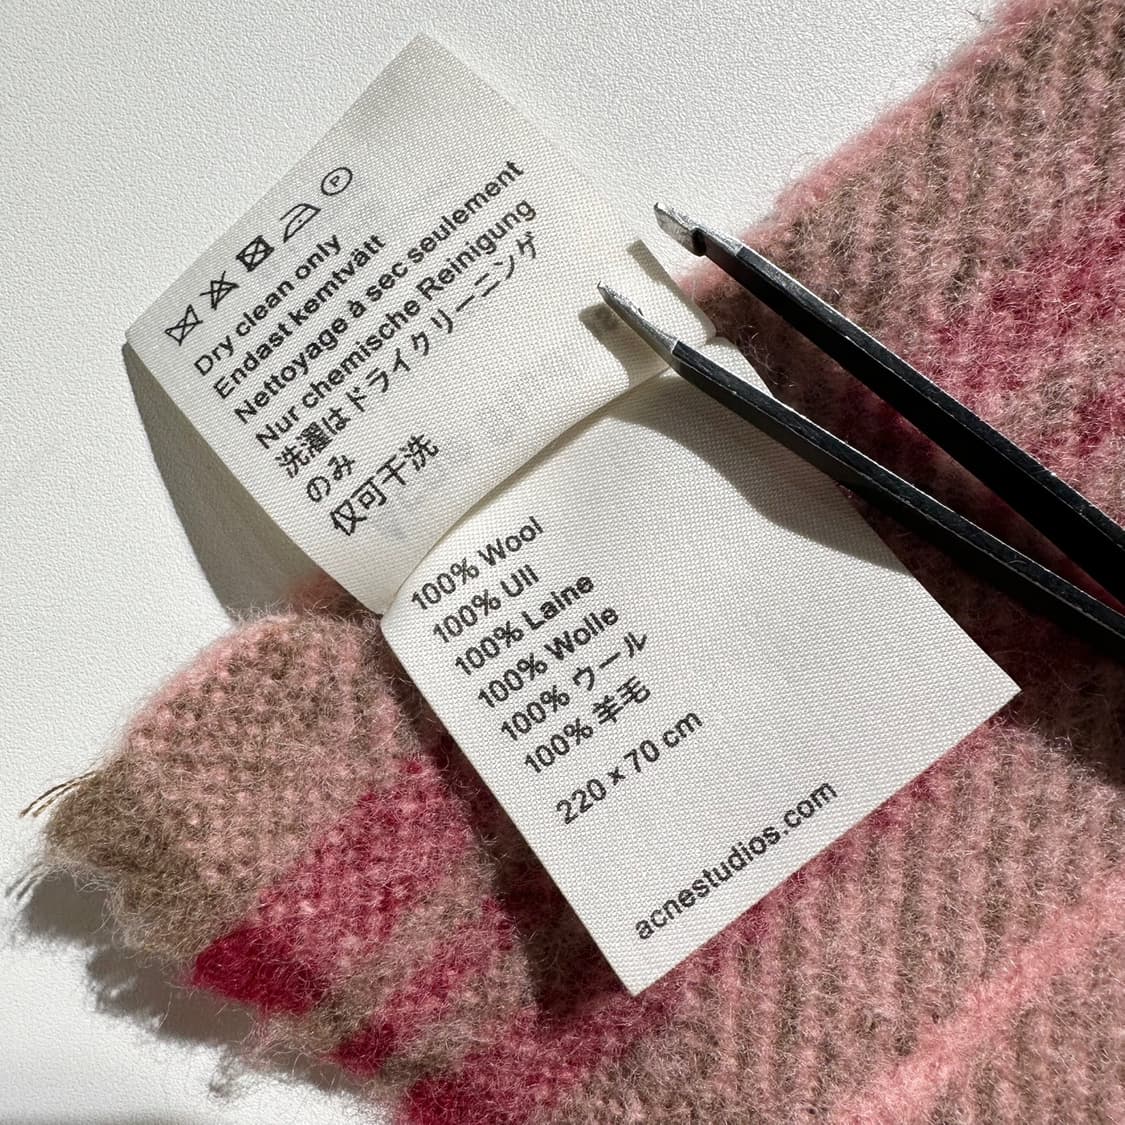 P
Dry clean only
Endast kemtvätt
Nettoyage à sec seulement
Nur chemische Reinigung
洗濯はドライクリーニング
のみ
仅可干洗
100% Wool
100% Ull
100% Laine
100% Wolle
100% ウール
100% 羊毛
220 x 70 cm
acnestudios.com